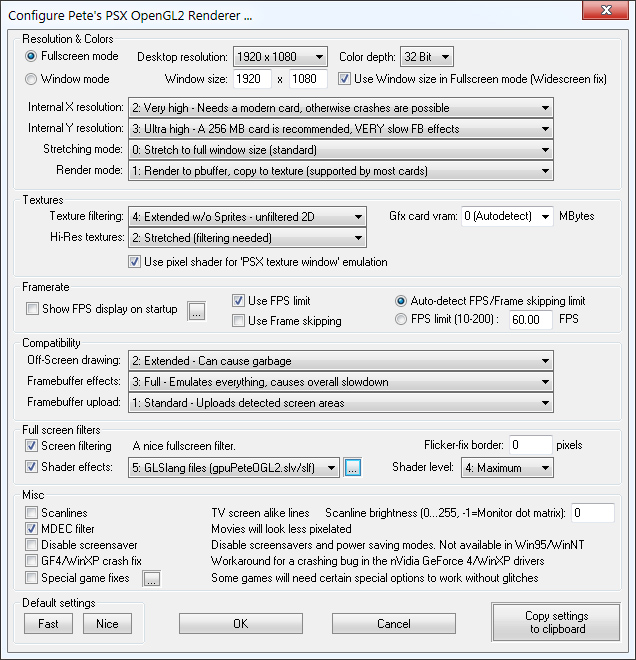 Configure Pete's PSX OpenGL2 Renderer ...
Resolution & Colors
Fullscreen mode Desktop resolution: 1920 x 1080 Color depth: 32 Bit
Window mode Window size: 1920 x 1080 Use Window size in Fullscreen mode (Widescreen fix)
Internal X resolution: 2: Very high - Needs a modern card, otherwise crashes are possible
Internal Y resolution: 3: Ultra high - A 256 MB card is recommended, VERY slow FB effects
Stretching mode: 0: Stretch to full window size (standard)
Render mode: 1: Render to pbuffer, copy to texture (supported by most cards)
Textures
Texture filtering: 4: Extended w/o Sprites - unfiltered 2D Gfx card vram: 0 (Autodetect) MBytes
Hi-Res textures: 2: Stretched (filtering needed)
Use pixel shader for 'PSX texture window' emulation
Framerate
Show FPS display on startup ... Use FPS limit Auto-detect FPS/Frame skipping limit
Use Frame skipping FPS limit (10-200) : 60.00 FPS
Compatibility
Off-Screen drawing: 2: Extended - Can cause garbage
Framebuffer effects: 3: Full - Emulates everything, causes overall slowdown
Framebuffer upload: 1: Standard - Uploads detected screen areas
Full screen filters
Screen filtering A nice fullscreen filter. Flicker-fix border: 0 pixels
Shader effects: 5: GLSlang files (gpuPeteOGL2.slv/slf) ... Shader level: 4: Maximum
Misc
Scanlines TV screen alike lines Scanline brightness (0...255, -1=Monitor dot matrix): 0
MDEC filter Movies will look less pixelated
Disable screensaver Disable screensavers and power saving modes. Not available in Win95/WinNT
GF4/WinXP crash fix Workaround for a crashing bug in the nVidia GeForce 4/WinXP drivers
Special game fixes ... Some games will need certain special options to work without glitches
Default settings
Fast Nice OK Cancel Copy settings
to clipboard